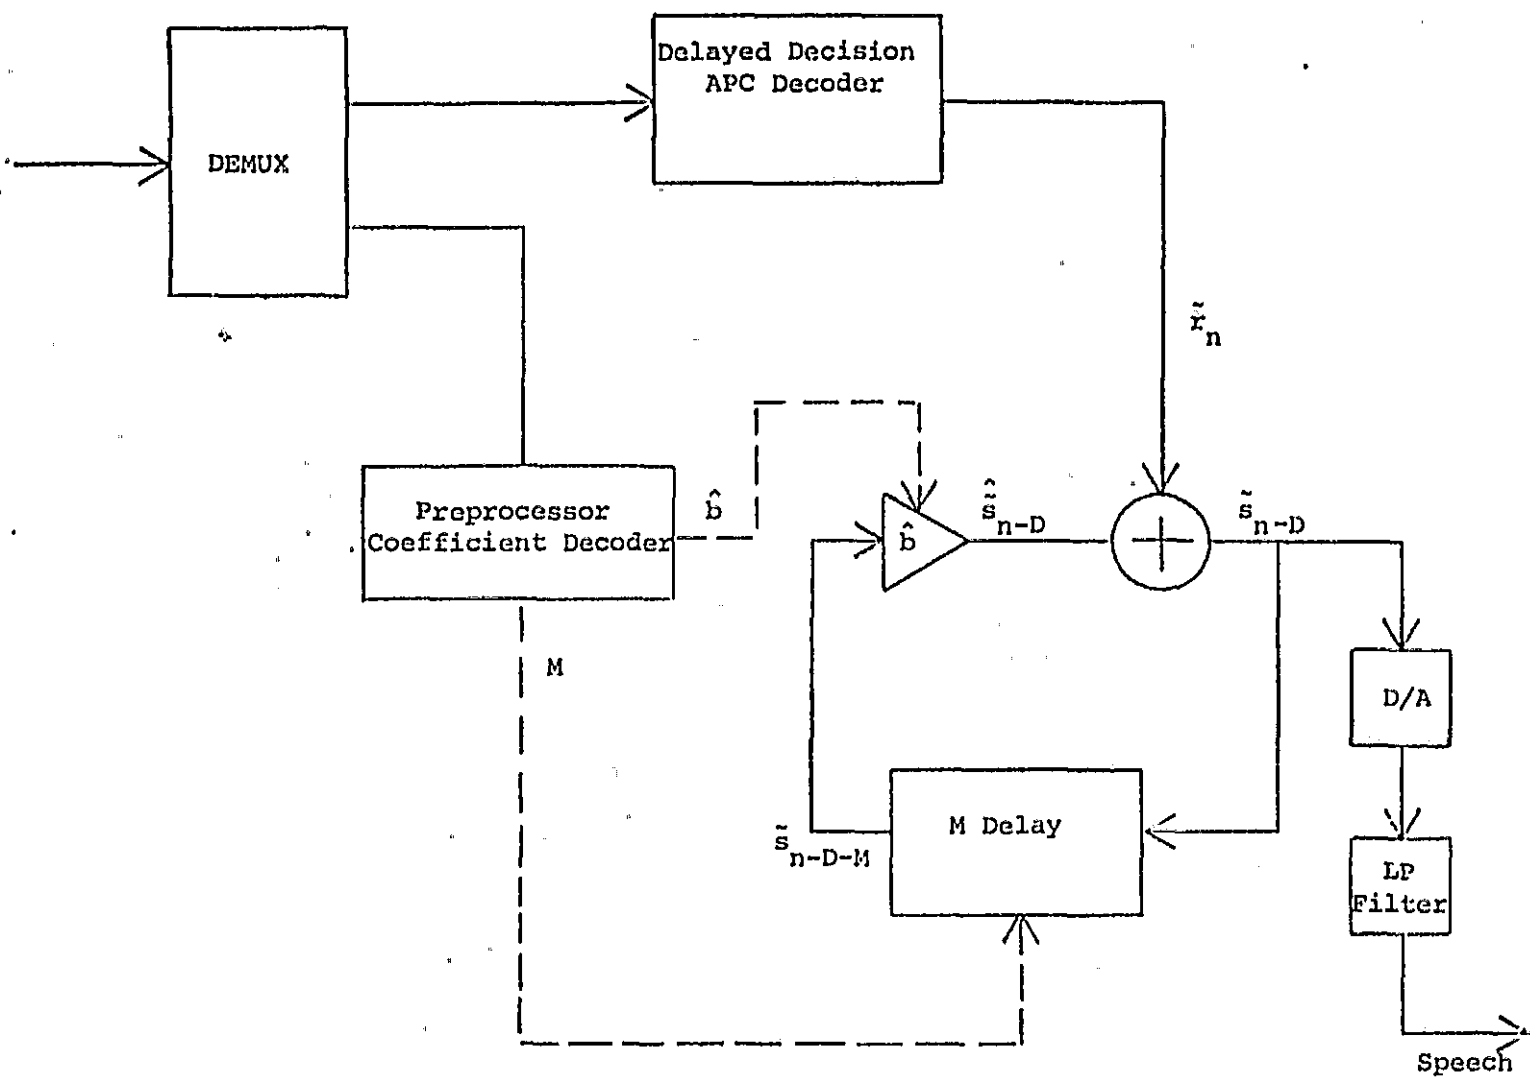 Delayed Decision
APC Decoder
DEMUX
r̃n
Preprocessor
Coefficient Decoder
b̂
b̂
s̃̂n-D
s̃n-D
M
D/A
M Delay
s̃n-D-M
LP
Filter
Speech